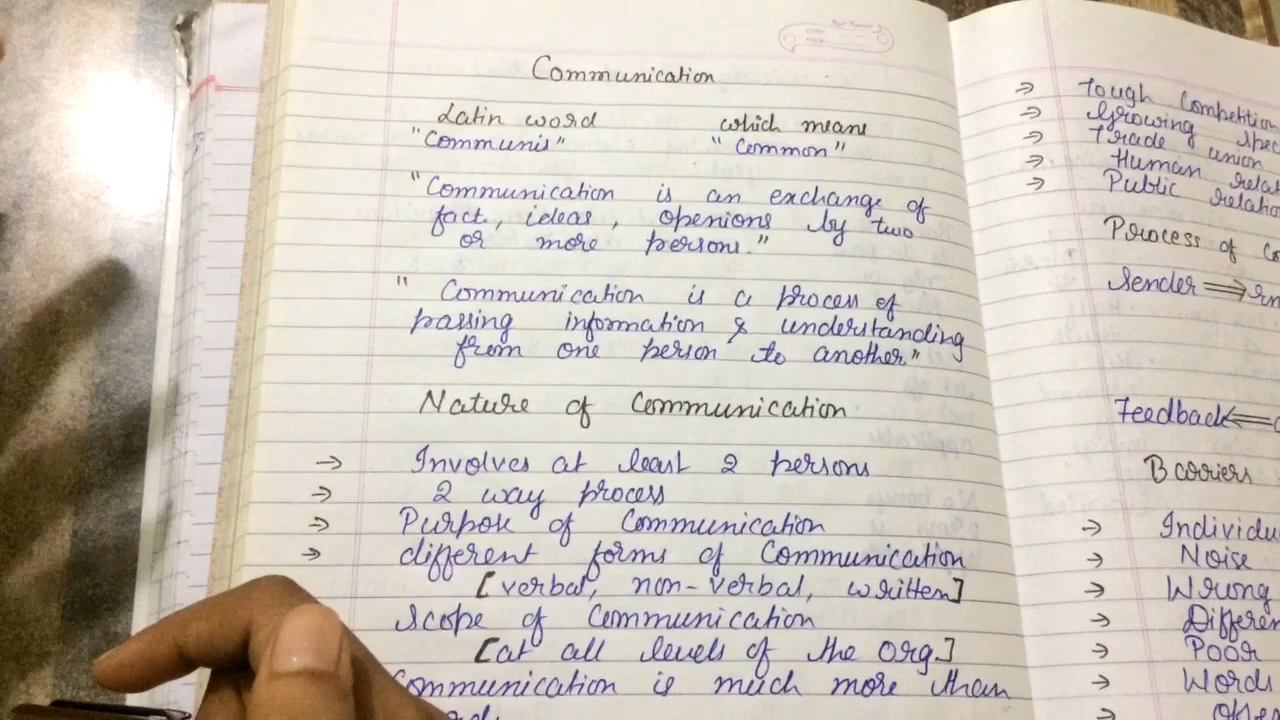 Communication
Latin word which means
"Communis" "Common"
"Communication is an exchange of
fact, ideas, openions by two
or more persons."
" Communication is a process of
passing information & understanding
from one person to another"
Nature of Communication
→ Involves at least 2 persons
→ 2 way process
→ Purpose of Communication
→ different forms of Communication
[verbal, non-verbal, written]
Scope of Communication
[at all levels of the org.]
Communication is much more than
⇒ Tough Competition
⇒ Growing
⇒ Trade union
⇒ Human
⇒ Public
Process of
Sender ⇒
Feedback ⇐
Barriers
⇒
⇒ Noise
⇒ Wrong
⇒
⇒ Poor
⇒ Words
⇒